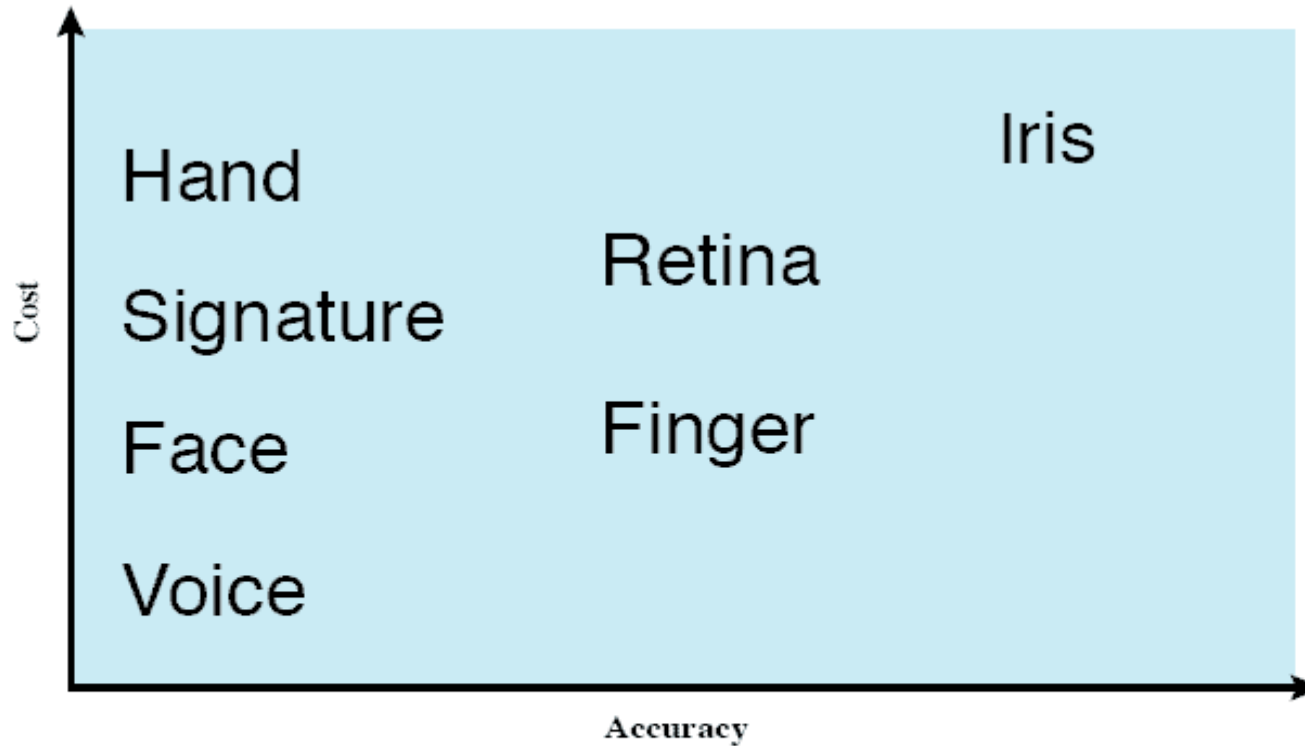 Iris
Hand
Retina
Signature
Cost
Finger
Face
Voice
Accuracy